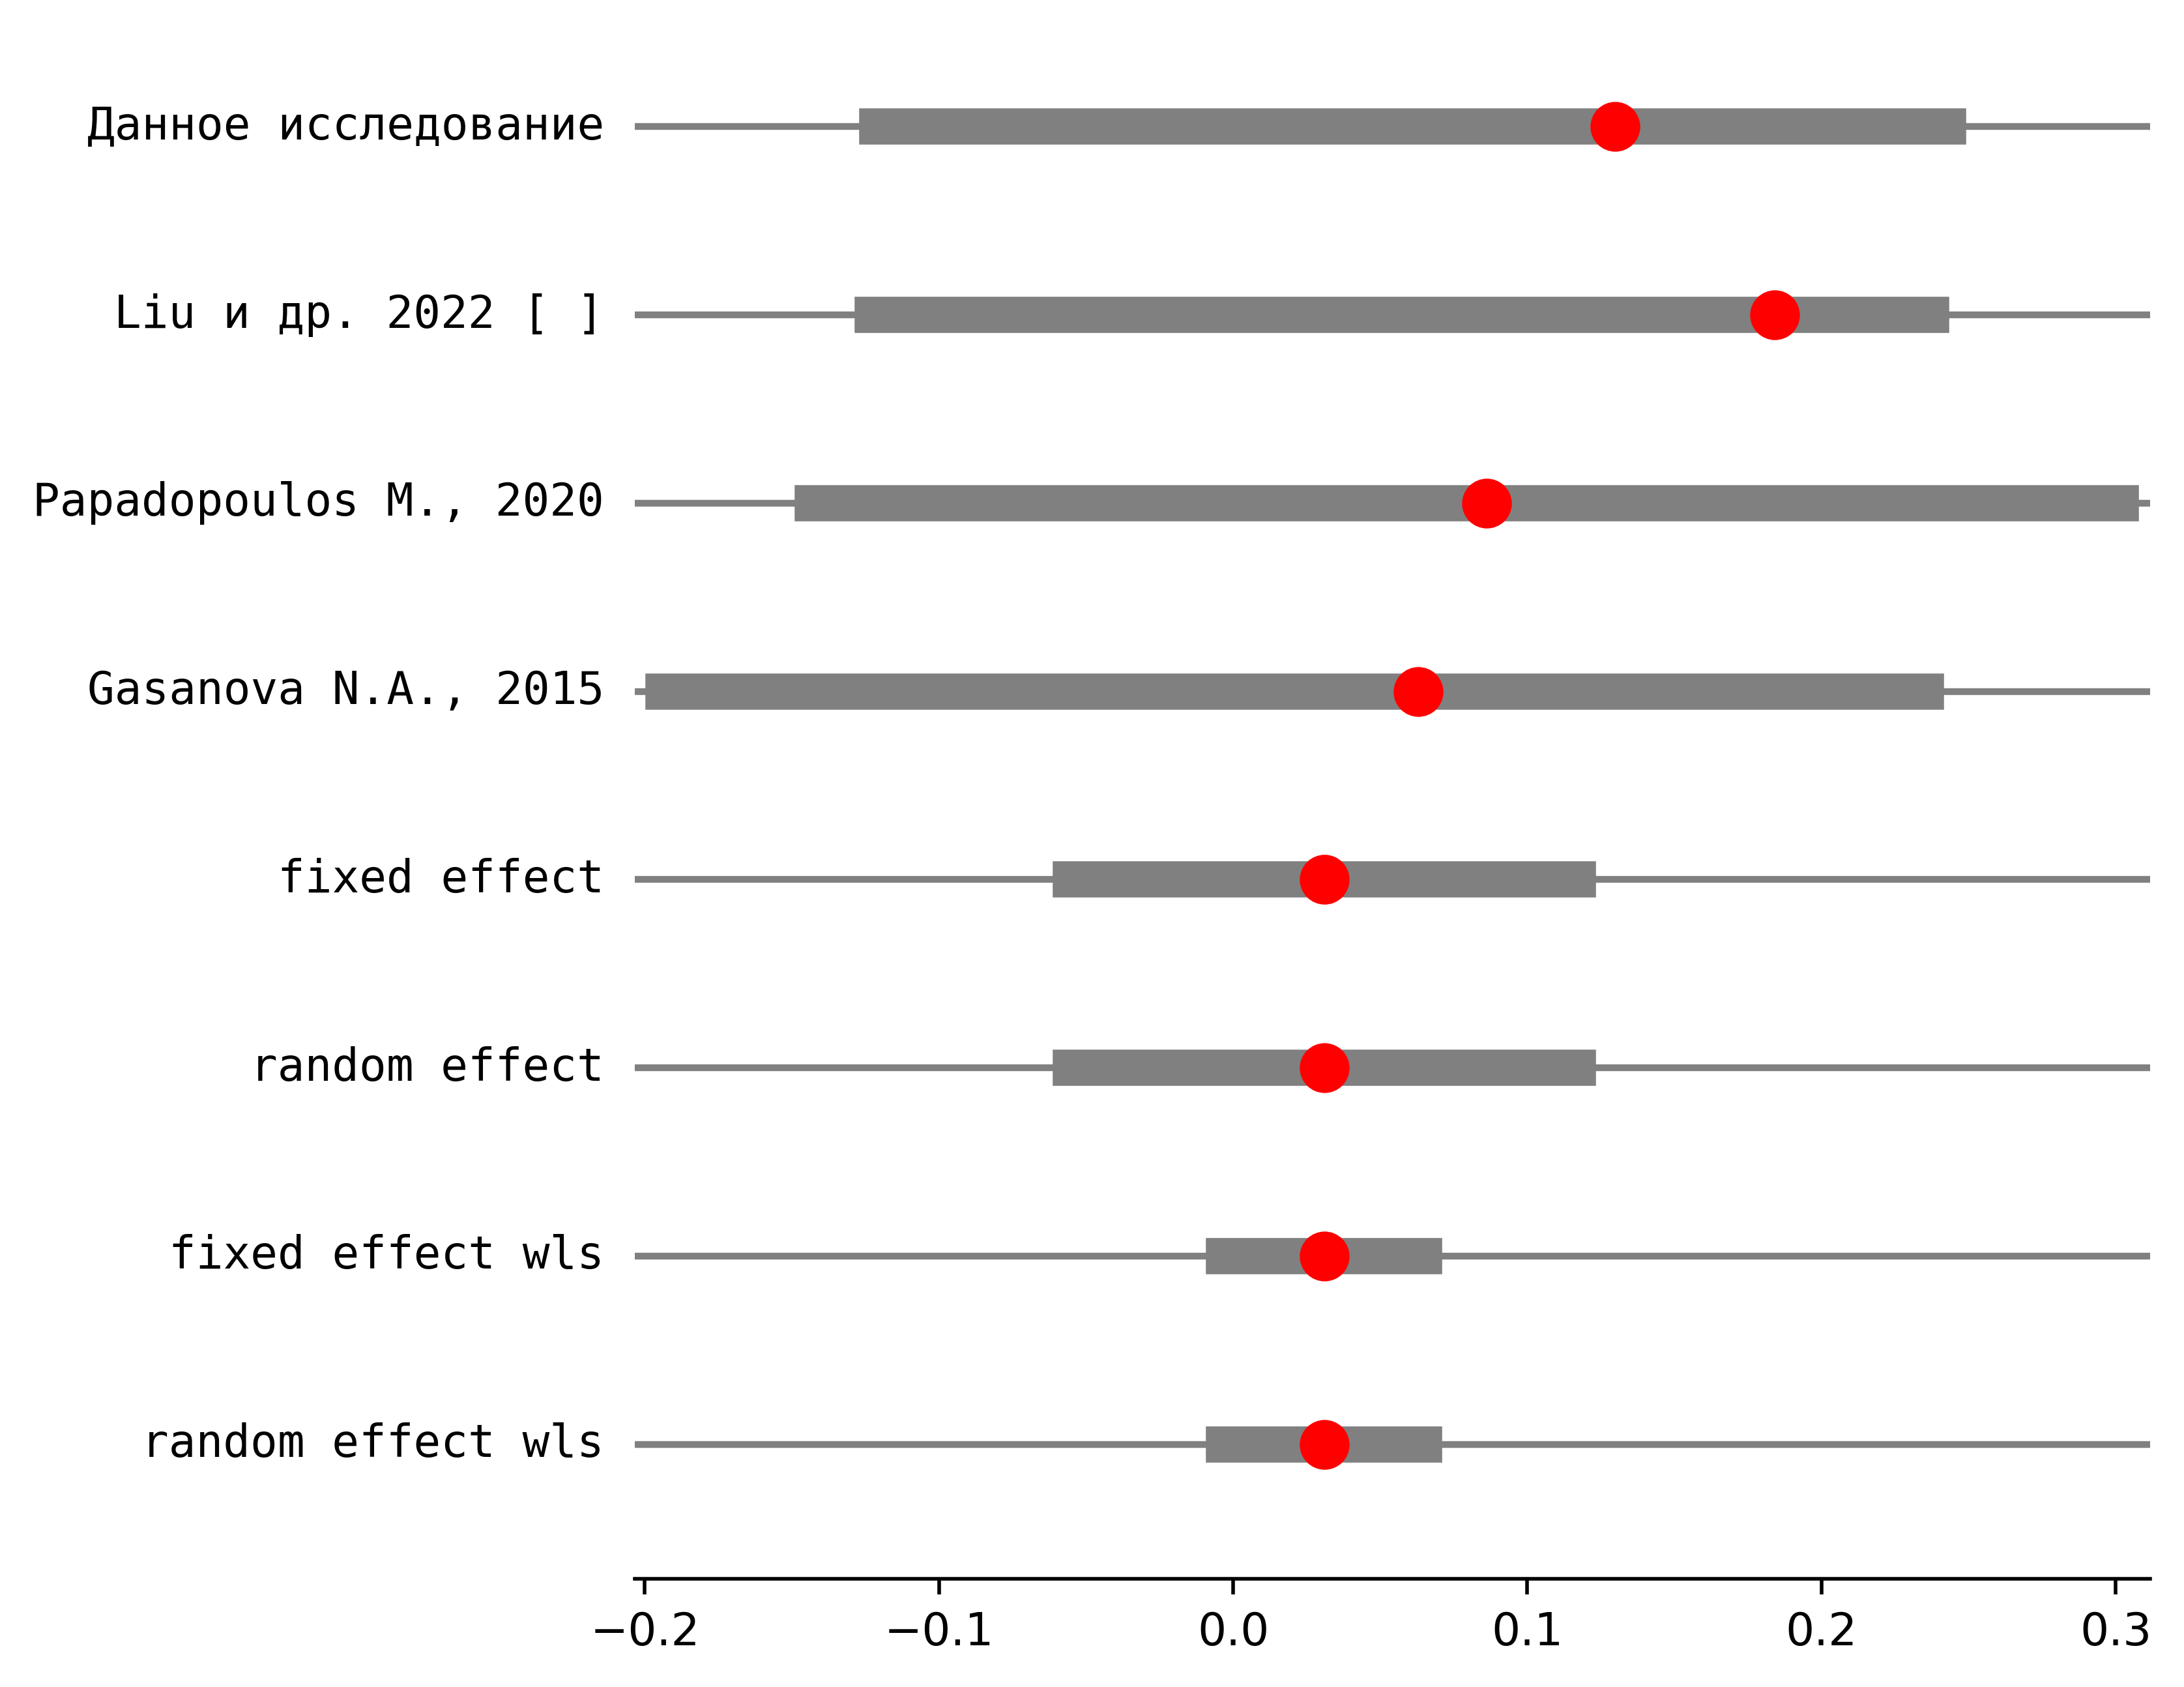 Данное исследование
Liu и др. 2022 [ ]
Papadopoulos M., 2020
Gasanova N.A., 2015
fixed effect
random effect
fixed effect wls
random effect wls
−0.2 −0.1 0.0 0.1 0.2 0.3